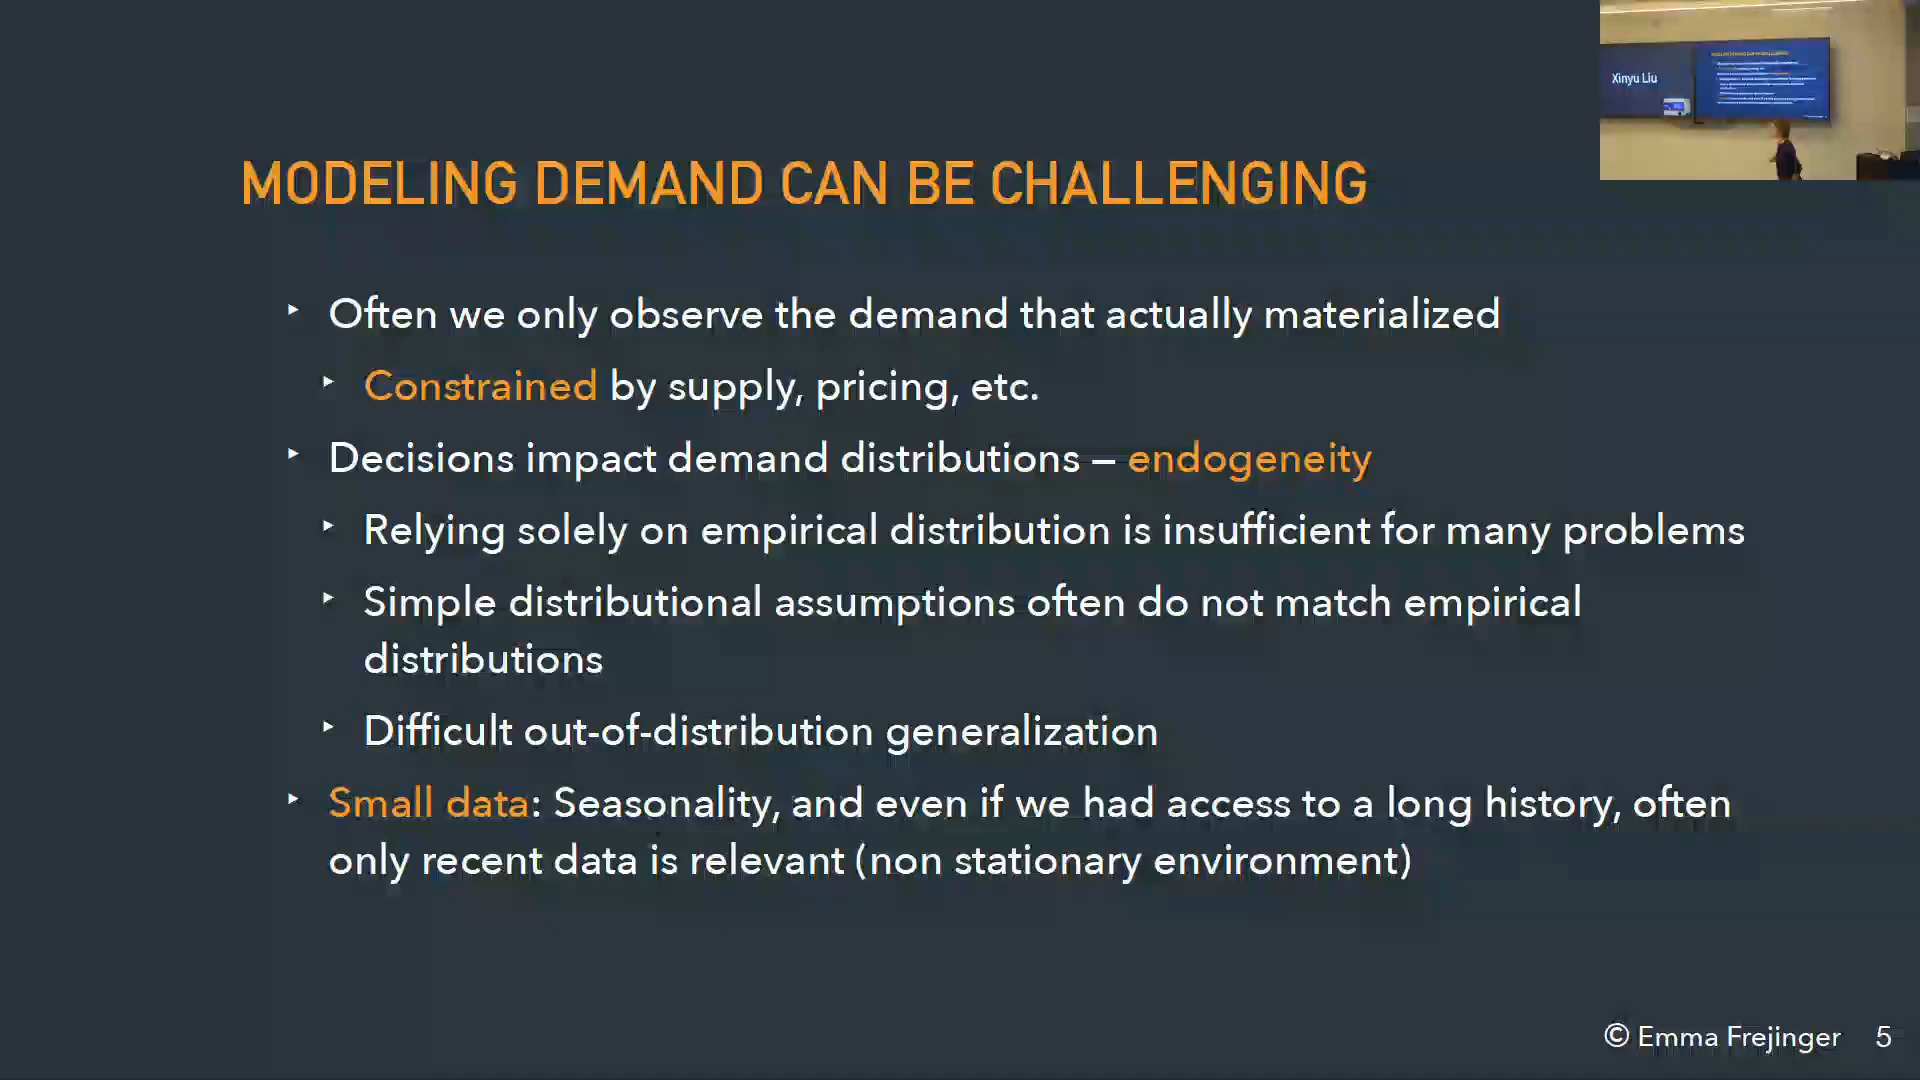 Xinyu Liu
MODELING DEMAND CAN BE CHALLENGING
‣ Often we only observe the demand that actually materialized
‣ Constrained by supply, pricing, etc.
‣ Decisions impact demand distributions – endogeneity
‣ Relying solely on empirical distribution is insufficient for many problems
‣ Simple distributional assumptions often do not match empirical
distributions
‣ Difficult out-of-distribution generalization
‣ Small data: Seasonality, and even if we had access to a long history, often
only recent data is relevant (non stationary environment)
© Emma Frejinger 5